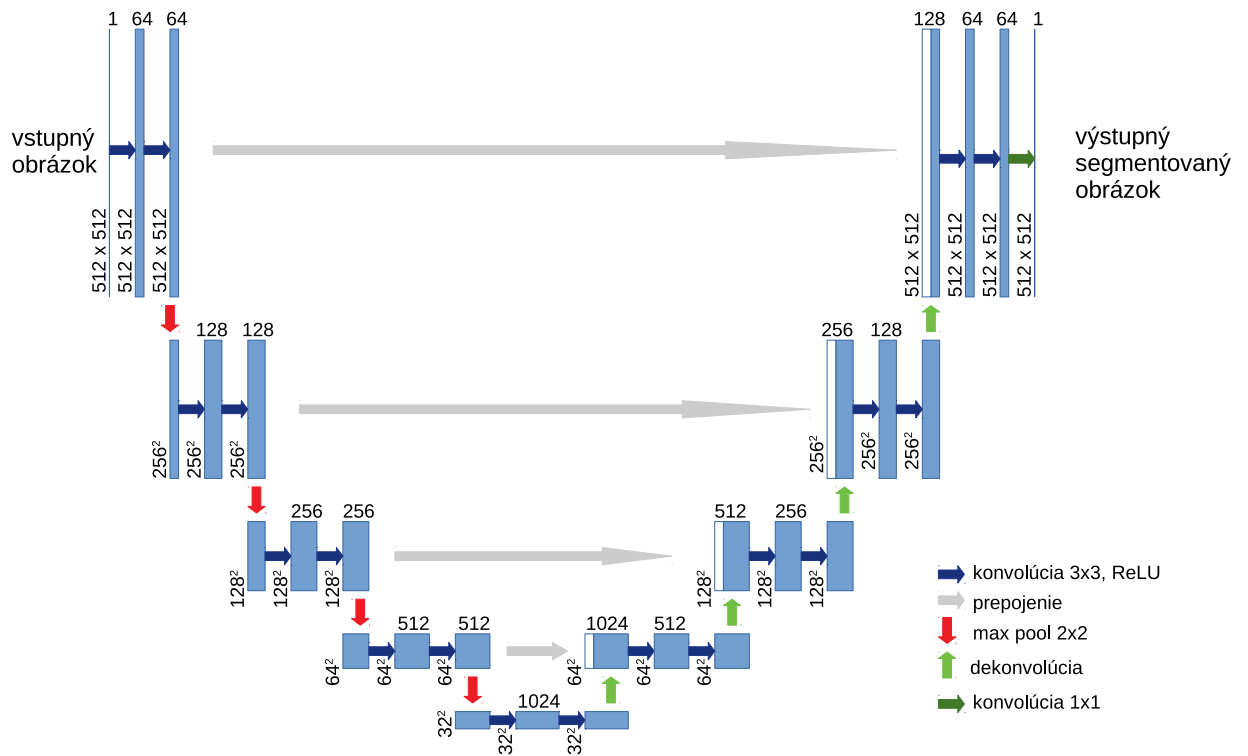 1 64 64
128 64 64 1
vstupný
obrázok
výstupný
segmentovaný
obrázok
512 x 512
512 x 512
512 x 512
512 x 512
512 x 512
512 x 512
512 x 512
128 128
256 128
256²
256²
256²
256²
256²
256²
256 256
512 256
128²
128²
128²
128²
128²
128²
512 512
1024 512
64²
64²
64²
64²
64²
64²
1024
32²
32²
32²
konvolúcia 3x3, ReLU
prepojenie
max pool 2x2
dekonvolúcia
konvolúcia 1x1